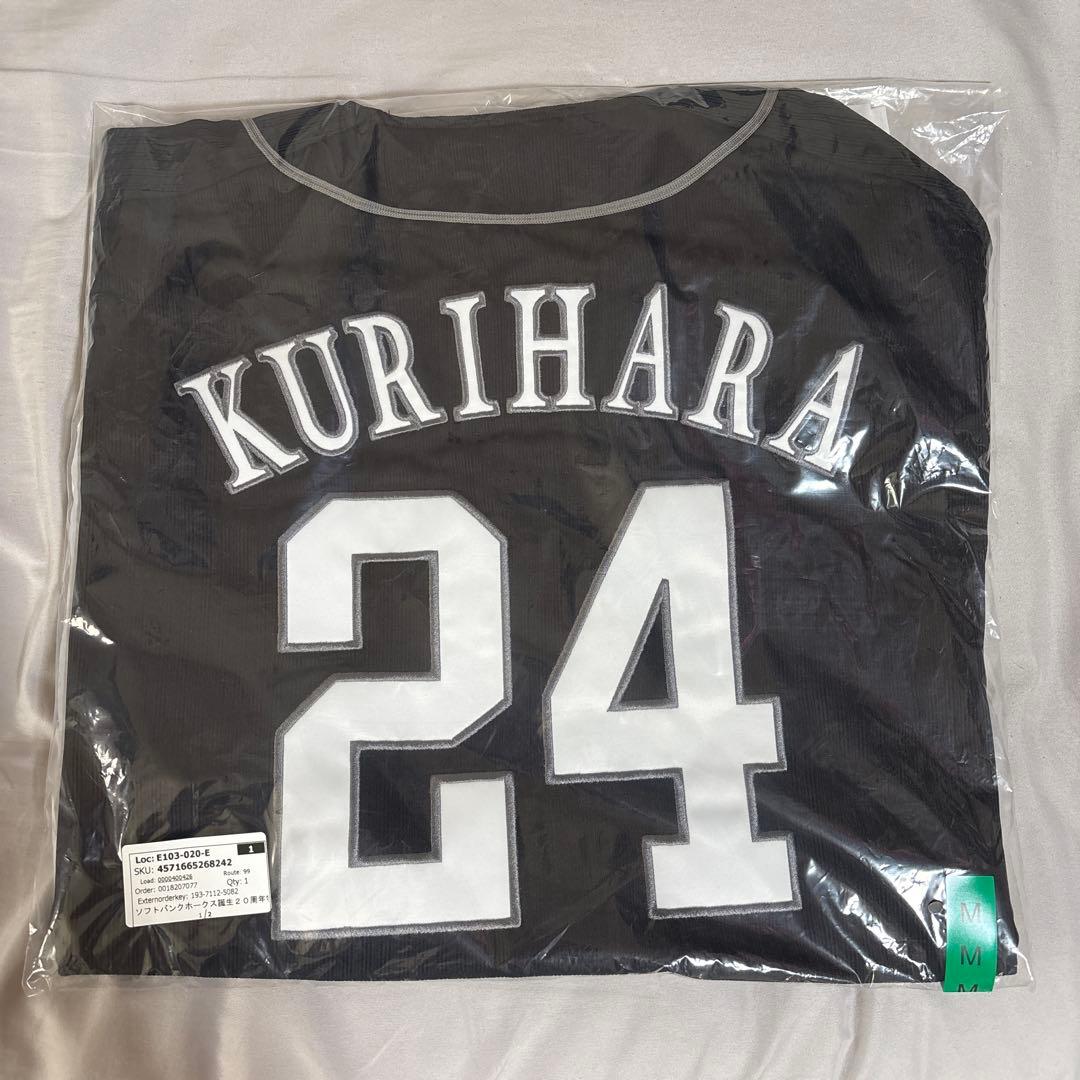 KURIHARA
24
Loc: E103-020-E 1
SKU: 4571665268242
Load: 0000400426 Route: 99
Order: 0018207077 Qty: 1
Externorderkey: 193-7112-5082
ソフトバンクホークス誕生20周年
1/2
M
M
M